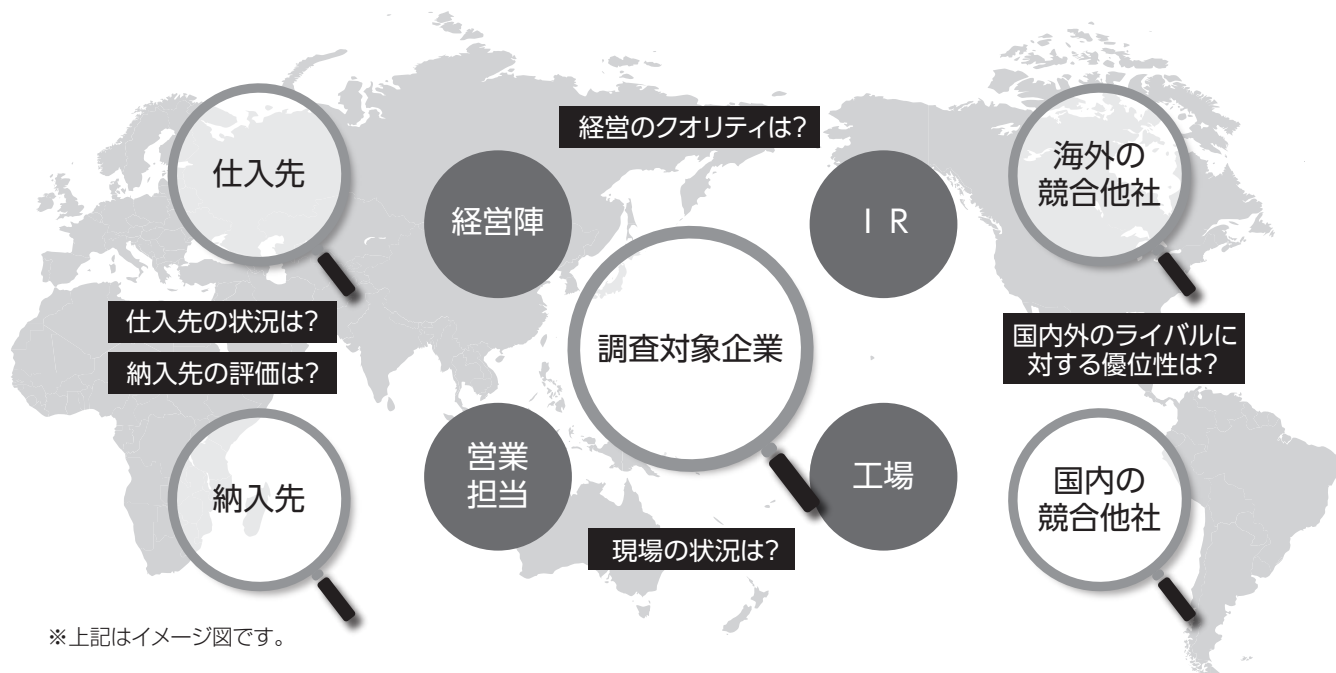 経営のクオリティは?
仕入先
経営陣
I R
海外の
競合他社
仕入先の状況は?
納入先の評価は?
調査対象企業
国内外のライバルに
対する優位性は?
納入先
営業
担当
工場
国内の
競合他社
現場の状況は?
※上記はイメージ図です。